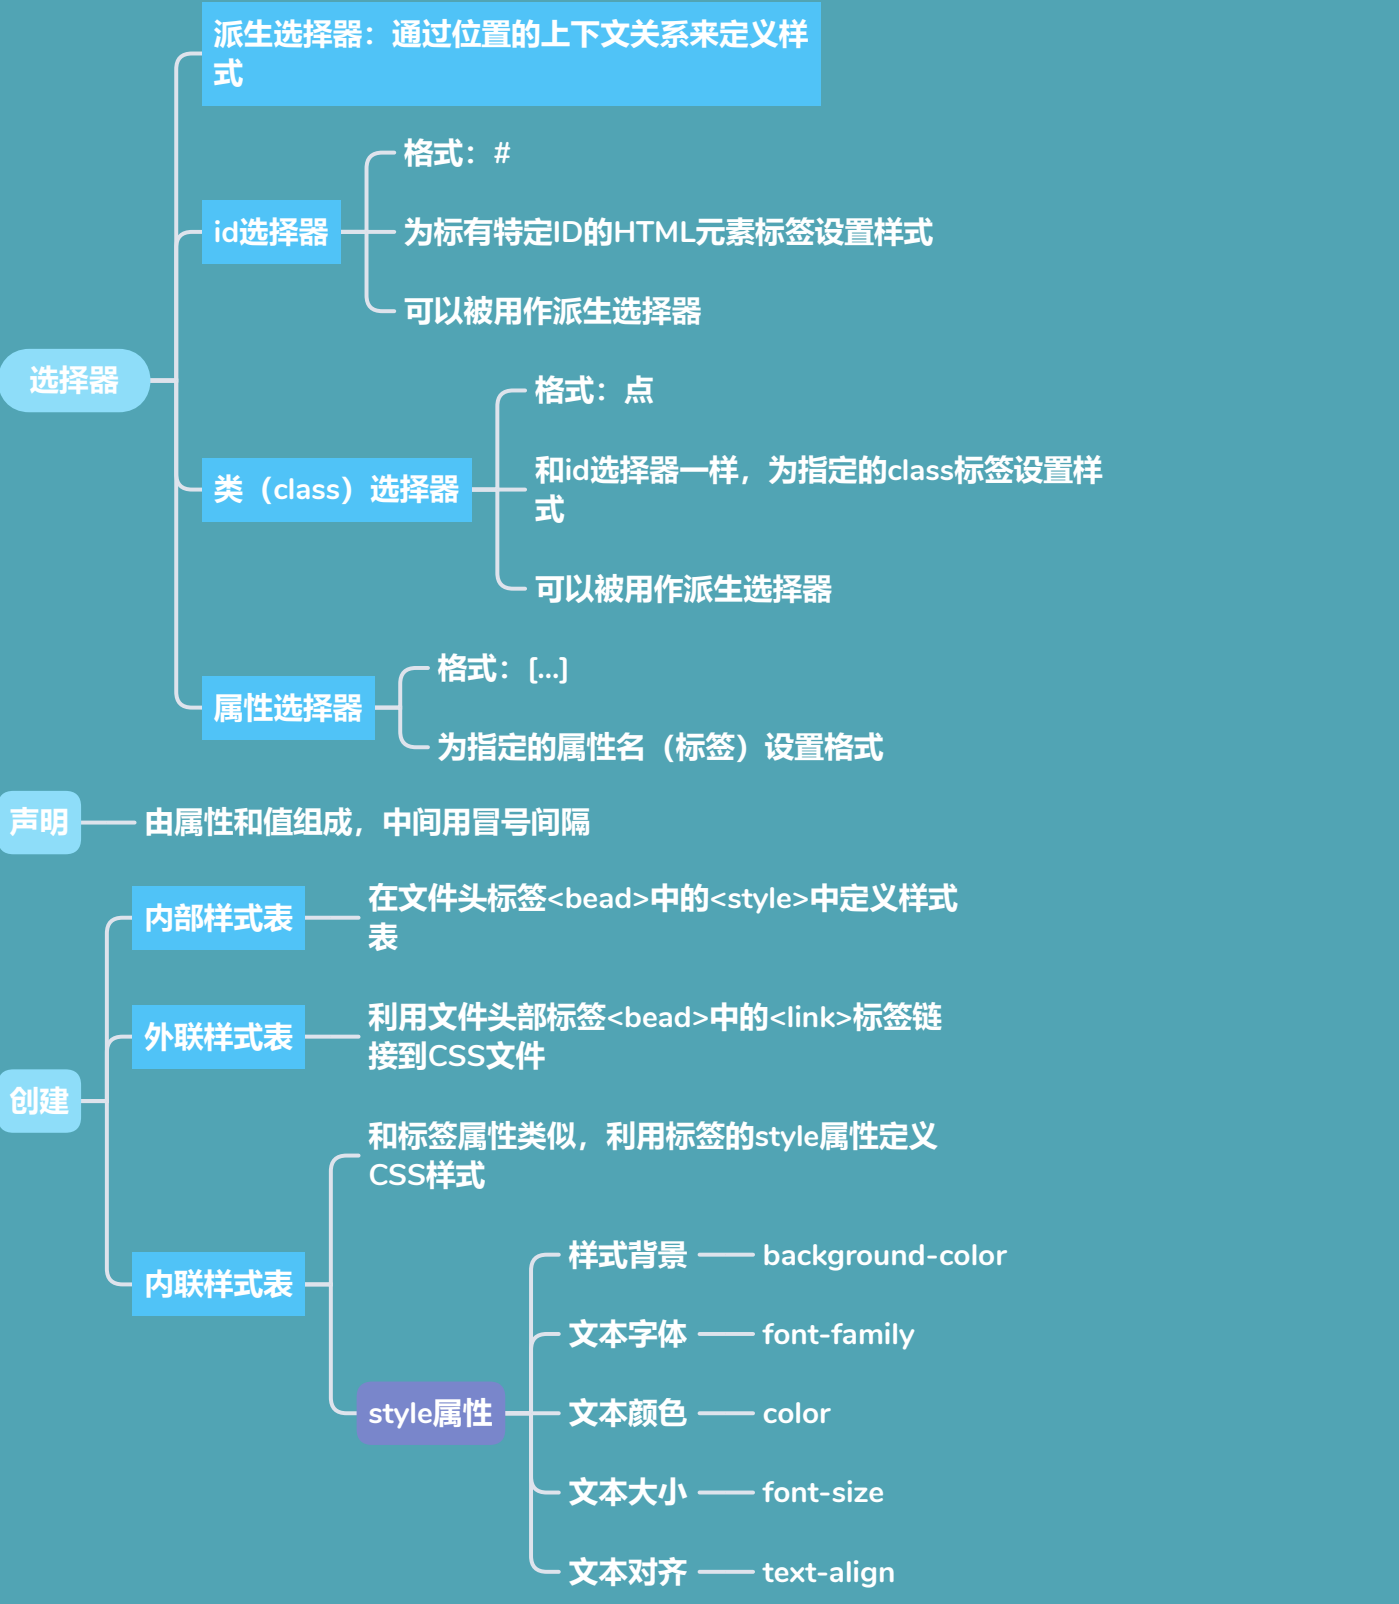 派生选择器：通过位置的上下文关系来定义样
式
格式：#
id选择器
为标有特定ID的HTML元素标签设置样式
可以被用作派生选择器
选择器
格式：点
和id选择器一样，为指定的class标签设置样
式
类（class）选择器
可以被用作派生选择器
格式：[...]
属性选择器
为指定的属性名（标签）设置格式
声明
由属性和值组成，中间用冒号间隔
内部样式表
在文件头标签<bead>中的<style>中定义样式
表
外联样式表
利用文件头部标签<bead>中的<link>标签链
接到CSS文件
创建
和标签属性类似，利用标签的style属性定义
CSS样式
内联样式表
样式背景
background-color
文本字体
font-family
style属性
文本颜色
color
文本大小
font-size
文本对齐
text-align